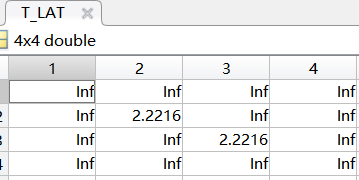 T_LAT
4x4 double
1 2 3 4
Inf Inf Inf Inf
2 Inf 2.2216 Inf Inf
3 Inf Inf 2.2216 Inf
4 Inf Inf Inf Inf